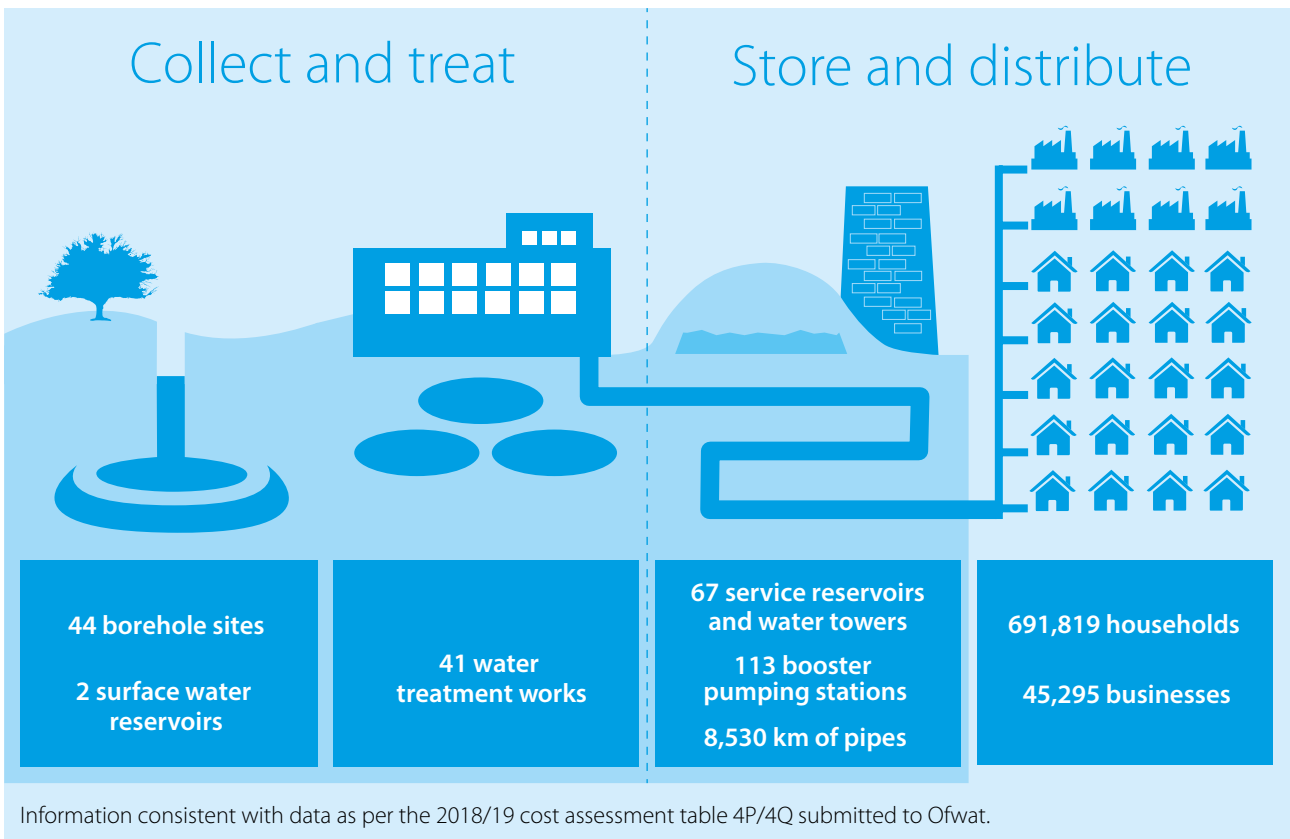 Collect and treat
Store and distribute
44 borehole sites
2 surface water
reservoirs
41 water
treatment works
67 service reservoirs
and water towers
113 booster
pumping stations
8,530 km of pipes
691,819 households
45,295 businesses
Information consistent with data as per the 2018/19 cost assessment table 4P/4Q submitted to Ofwat.